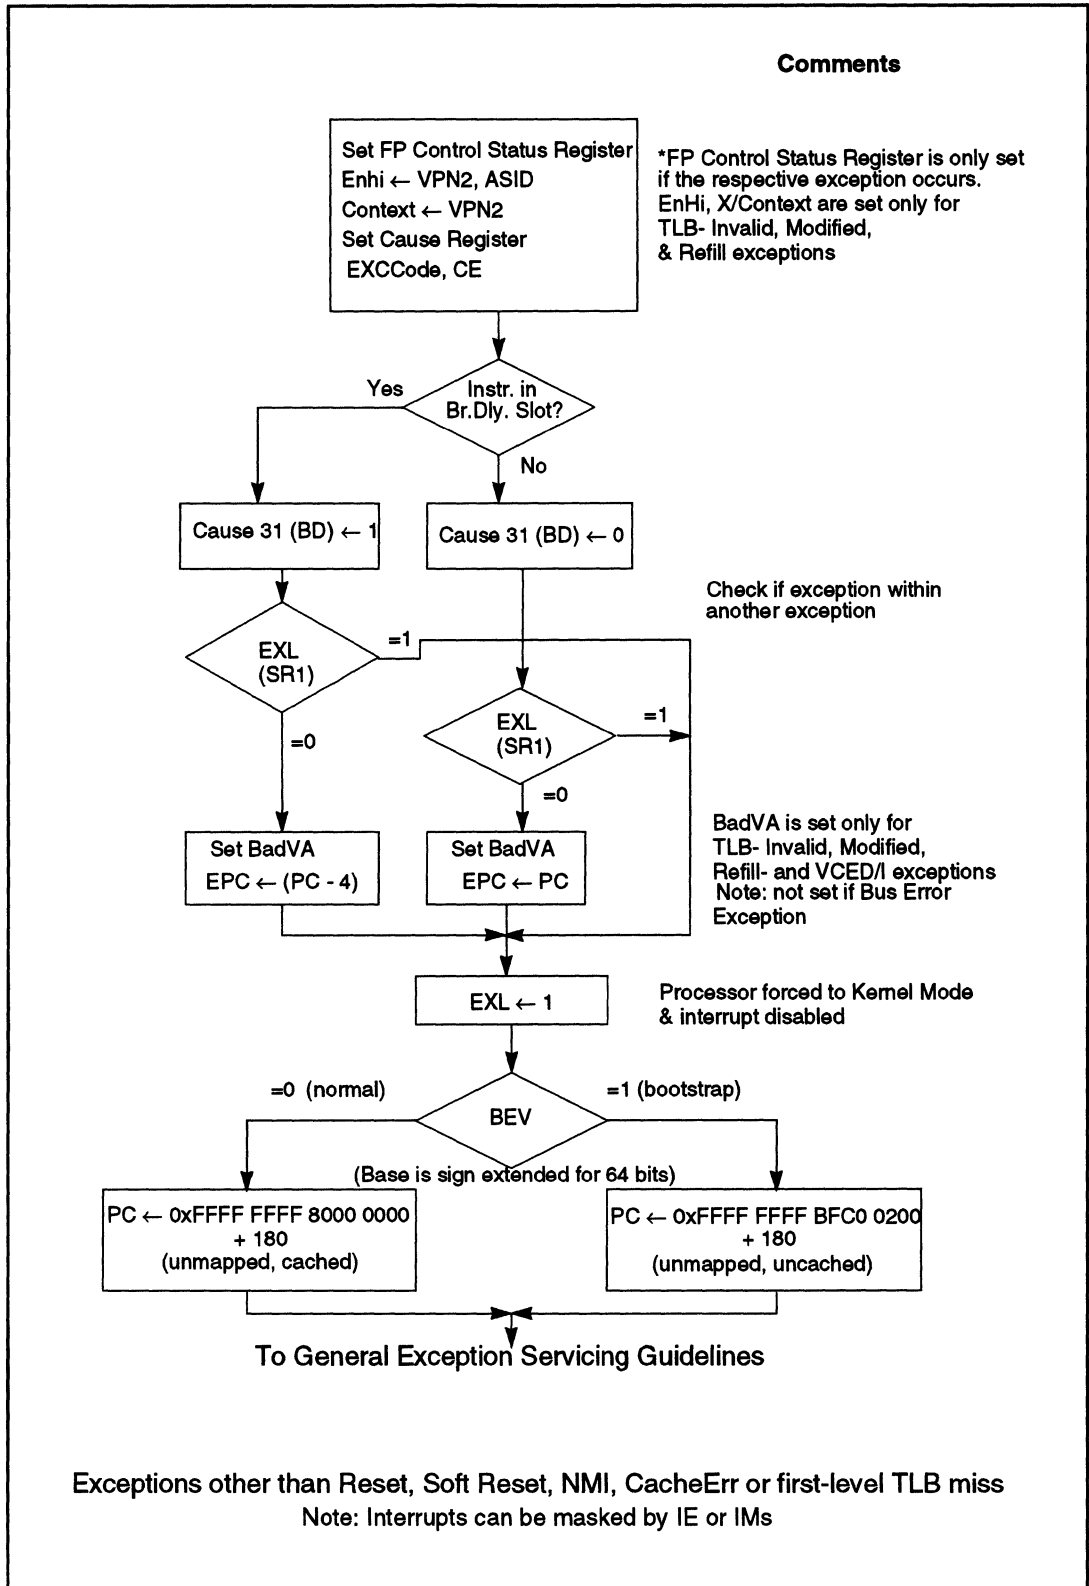 Comments
Set FP Control Status Register
Enhi ← VPN2, ASID
Context ← VPN2
Set Cause Register
EXCCode, CE
*FP Control Status Register is only set
if the respective exception occurs.
EnHi, X/Context are set only for
TLB- Invalid, Modified,
& Refill exceptions
Yes
Instr. in
Br.Dly. Slot?
No
Cause 31 (BD) ← 1
Cause 31 (BD) ← 0
Check if exception within
another exception
=1
EXL
(SR1)
=0
EXL
(SR1)
=1
=0
Set BadVA
EPC ← (PC - 4)
Set BadVA
EPC ← PC
BadVA is set only for
TLB- Invalid, Modified,
Refill- and VCED/I exceptions
Note: not set if Bus Error
Exception
EXL ← 1
Processor forced to Kernel Mode
& interrupt disabled
=0 (normal)
=1 (bootstrap)
BEV
(Base is sign extended for 64 bits)
PC ← 0xFFFF FFFF 8000 0000
+ 180
(unmapped, cached)
PC ← 0xFFFF FFFF BFC0 0200
+ 180
(unmapped, uncached)
To General Exception Servicing Guidelines
Exceptions other than Reset, Soft Reset, NMI, CacheErr or first-level TLB miss
Note: Interrupts can be masked by IE or IMs